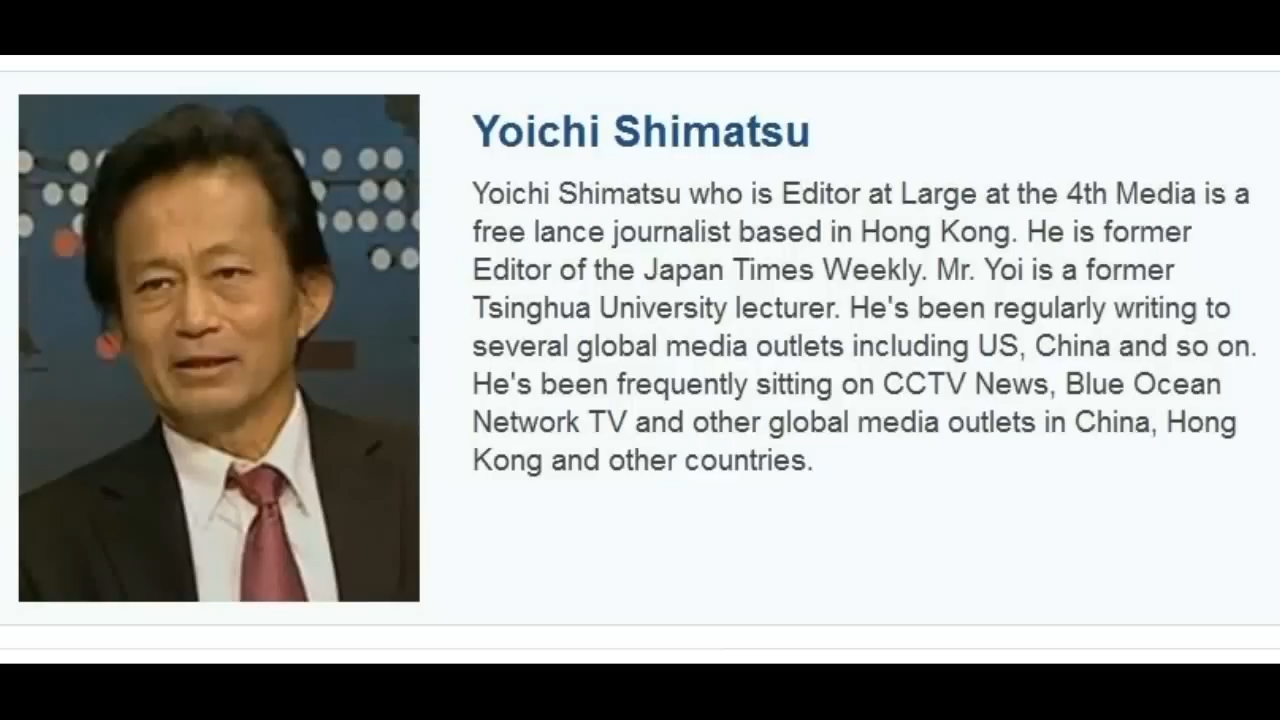 Yoichi Shimatsu
Yoichi Shimatsu who is Editor at Large at the 4th Media is a
free lance journalist based in Hong Kong. He is former
Editor of the Japan Times Weekly. Mr. Yoi is a former
Tsinghua University lecturer. He's been regularly writing to
several global media outlets including US, China and so on.
He's been frequently sitting on CCTV News, Blue Ocean
Network TV and other global media outlets in China, Hong
Kong and other countries.